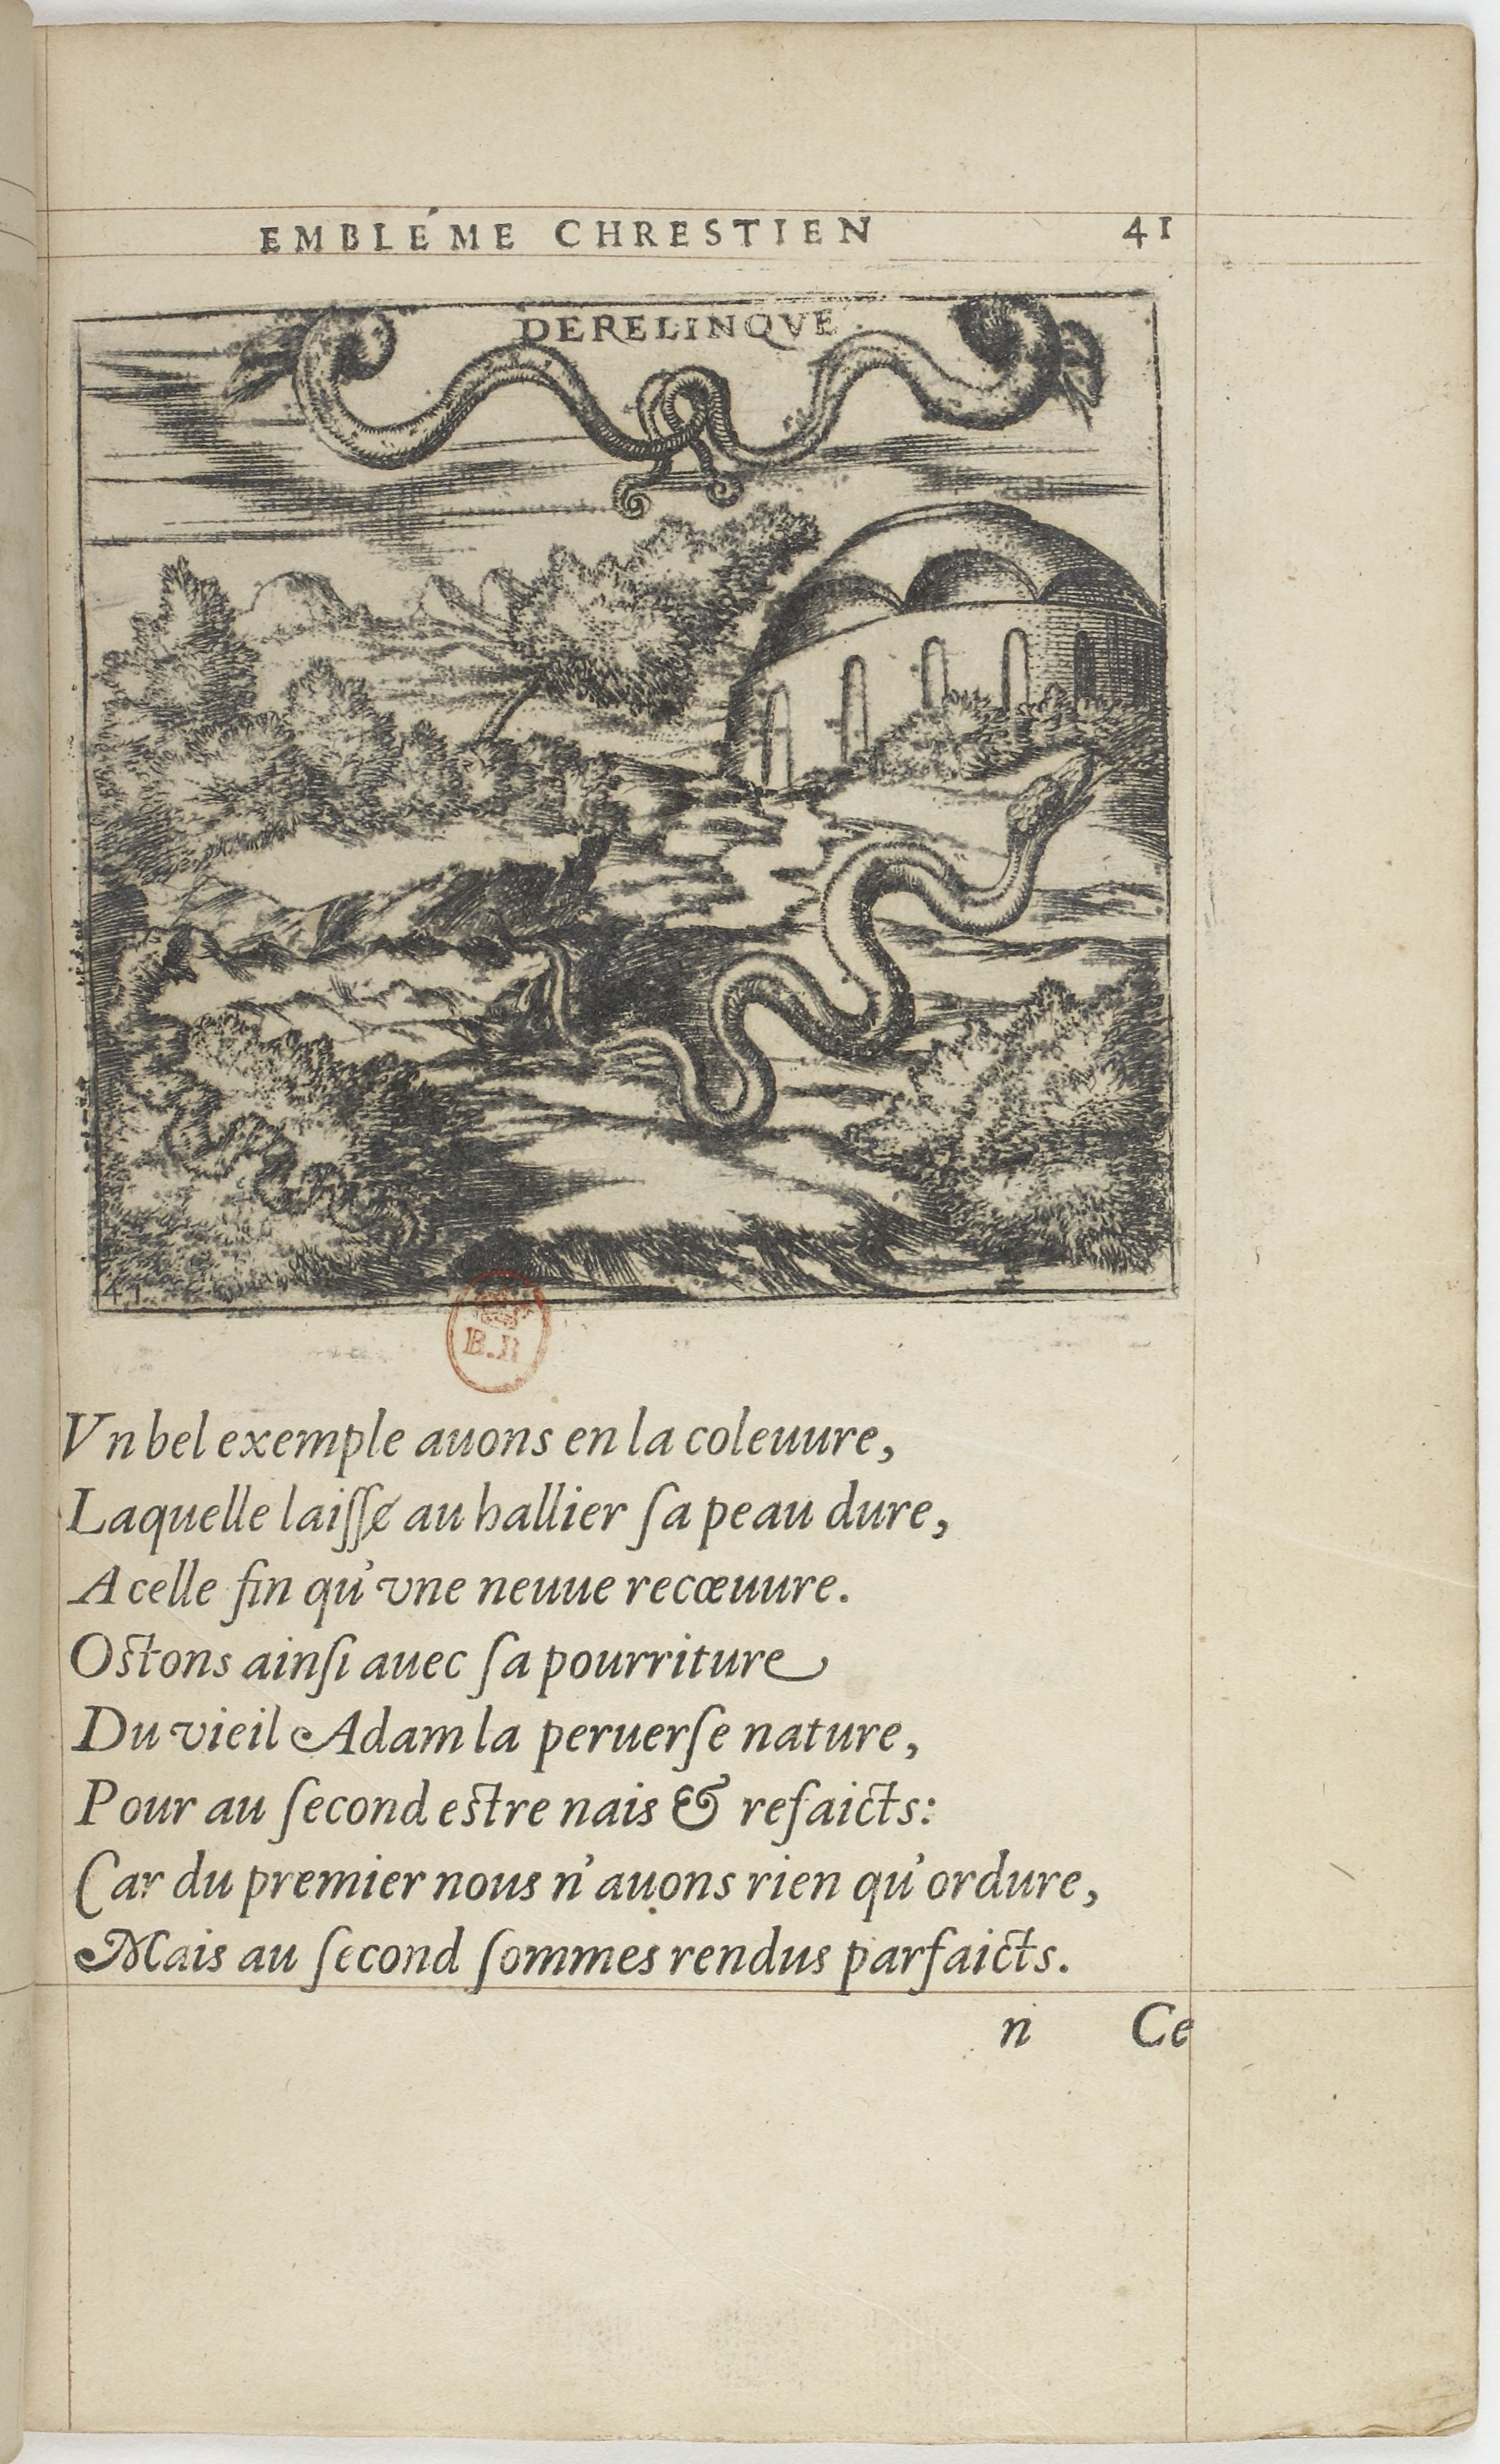 EMBLÉME CHRESTIEN 41
DERELINQVE.
41
B.R
Vn bel exemple auons en la coleuure,
Laquelle laiſſe au hallier ſa peau dure,
A celle fin qu'vne neuue recœuure.
Oſtons ainſi auec ſa pourriture
Du vieil Adam la peruerſe nature,
Pour au ſecond eſtre nais & refaicts:
Car du premier nous n'auons rien qu'ordure,
Mais au ſecond ſommes rendus parfaicts.
n Ce